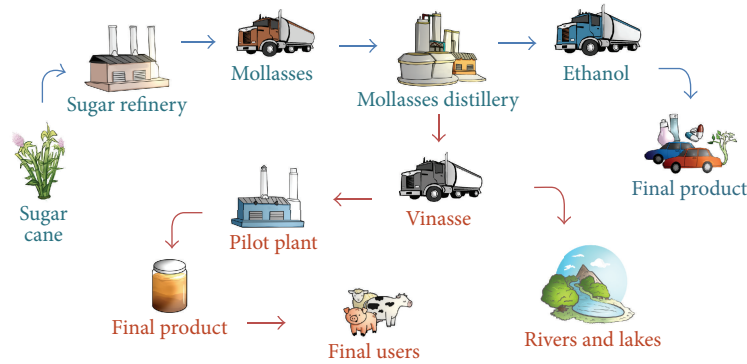 Sugar refinery
Mollasses
Mollasses distillery
Ethanol
Sugar
cane
Final product
Pilot plant
Vinasse
Final product
Final users
Rivers and lakes